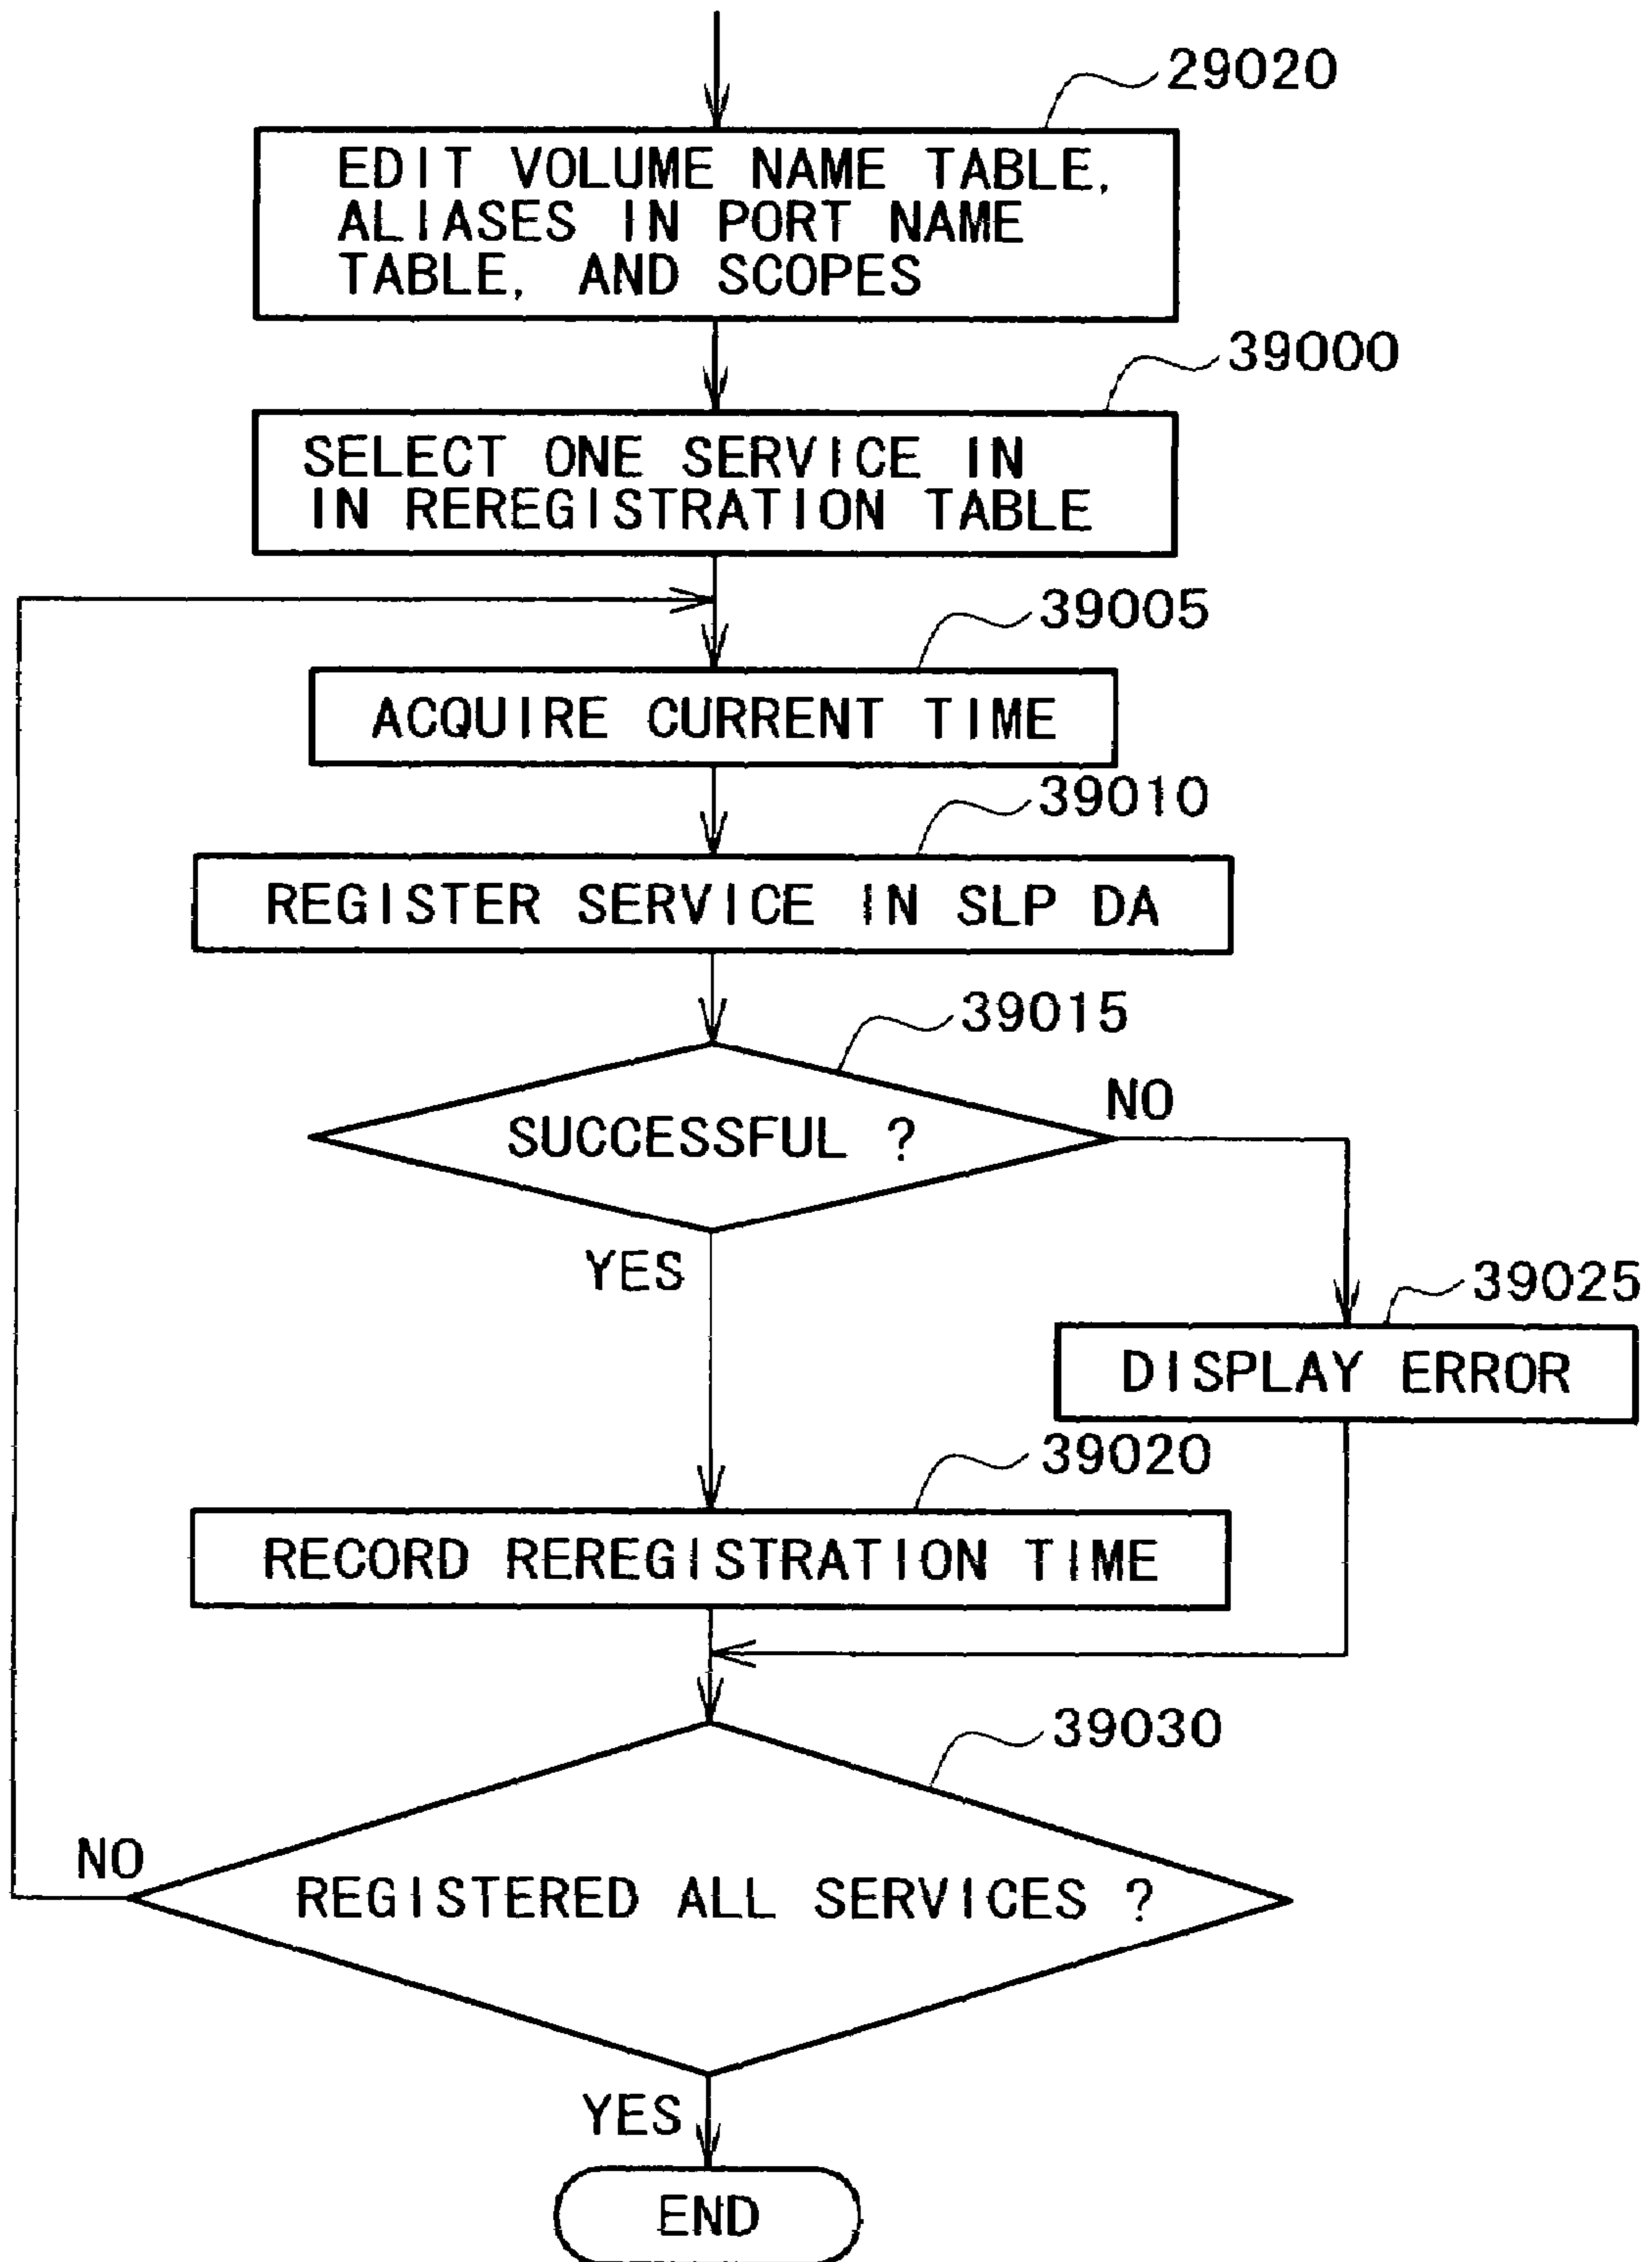 29020
EDIT VOLUME NAME TABLE,
ALIASES IN PORT NAME
TABLE, AND SCOPES
39000
SELECT ONE SERVICE IN
IN REREGISTRATION TABLE
39005
ACQUIRE CURRENT TIME
39010
REGISTER SERVICE IN SLP DA
39015
SUCCESSFUL ?
NO
YES
39025
DISPLAY ERROR
39020
RECORD REREGISTRATION TIME
39030
NO
REGISTERED ALL SERVICES ?
YES
END